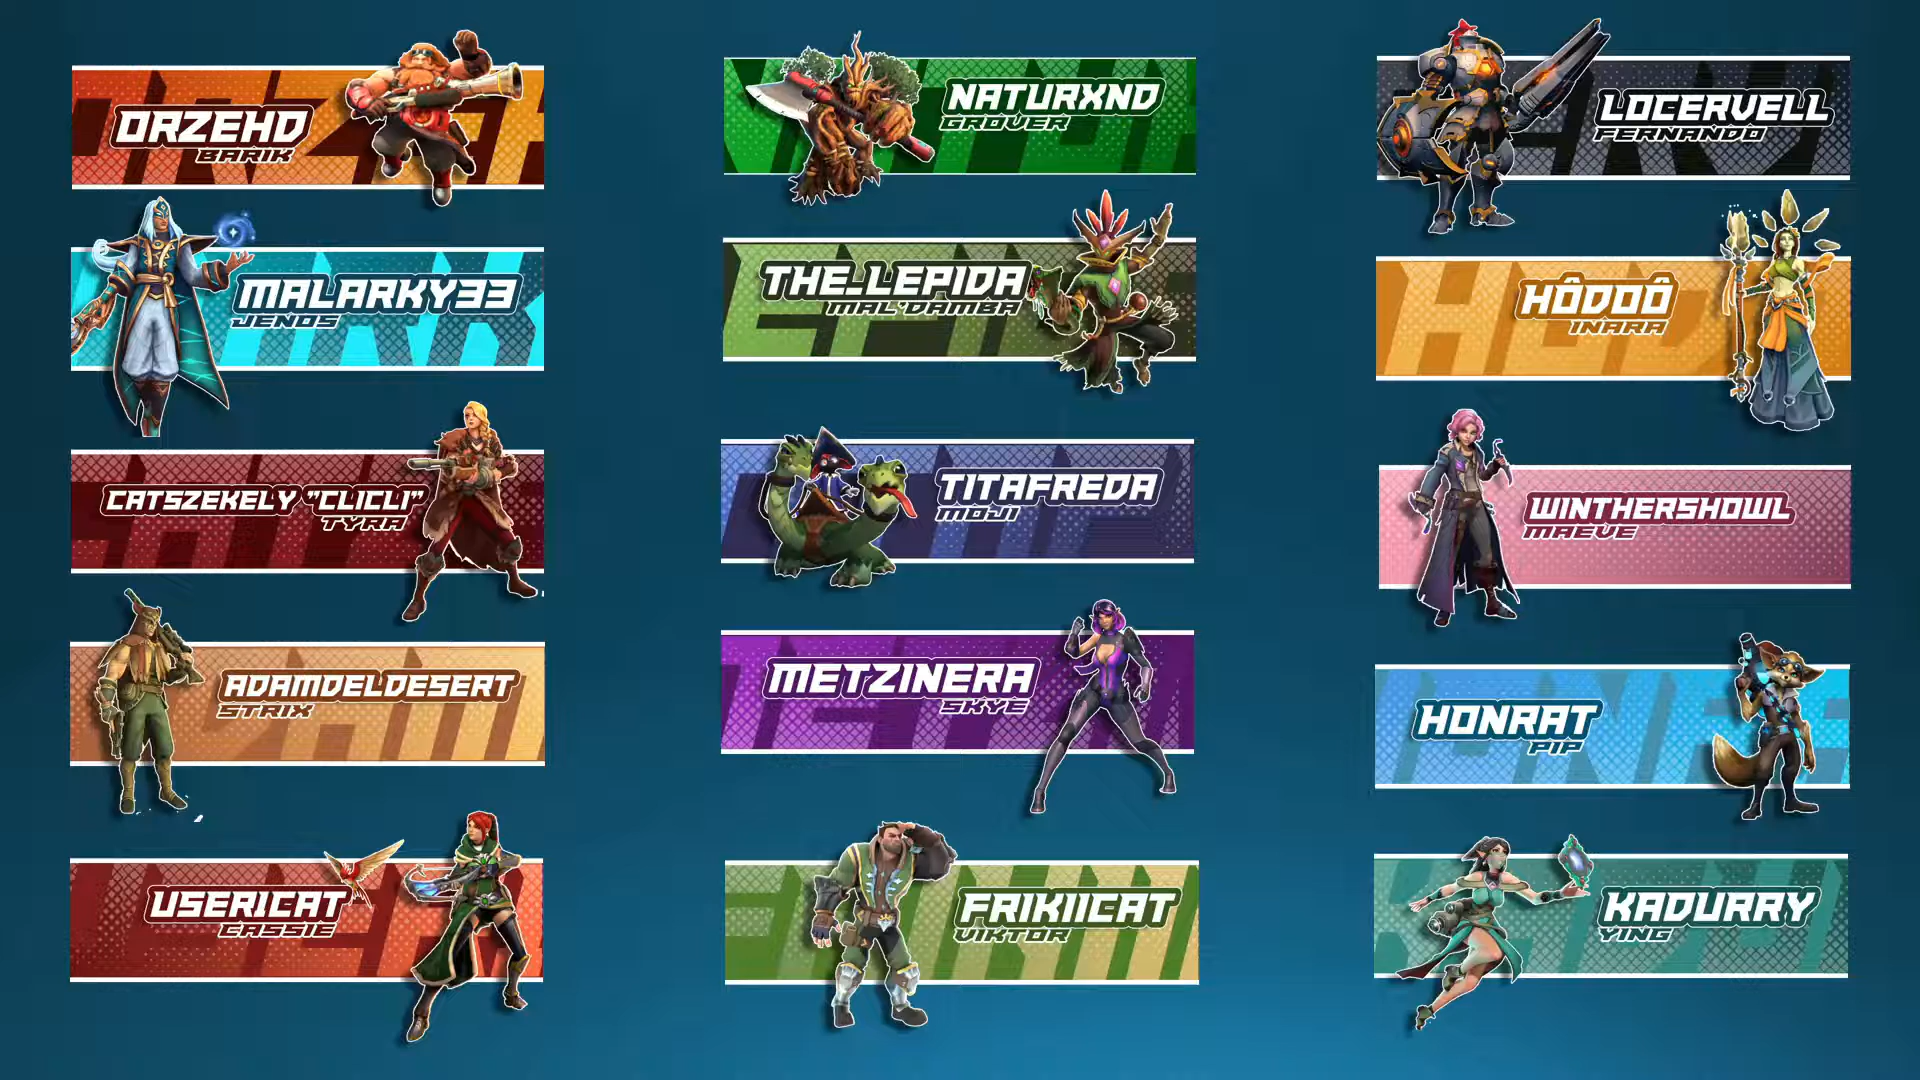 ORZEHD
BARIK
MALARKY33
JENOS
CATSZEKELY "CLICLI"
TYRA
ADAMDELDESERT
STRIX
USERICAT
CASSIE
NATURXND
GROVER
THE_LEPIDA
MAL'DAMBA
TITAFREDA
MOJI
METZINERA
SKYE
FRIKIICAT
VIKTOR
LOCERVELL
FERNANDO
HÔDOÔ
INARA
WINTHERSHOWL
MAEVE
HONRAT
PIP
KADURRY
YING